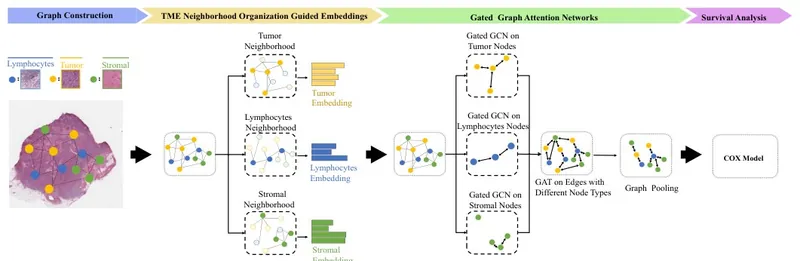 Graph Construction
TME Neighborhood Organization Guided Embeddings
Gated Graph Attention Networks
Survival Analysis
Lymphocytes
Tumor
Stromal
:
:
:
Tumor
Neighborhood
Tumor
Embedding
Lymphocytes
Neighborhood
Lymphocytes
Embedding
Stromal
Neighborhood
Stromal
Embedding
Gated GCN on
Tumor Nodes
Gated GCN on
Lymphocytes Nodes
Gated GCN on
Stromal Nodes
GAT on Edges with
Different Node Types
Graph Pooling
COX Model